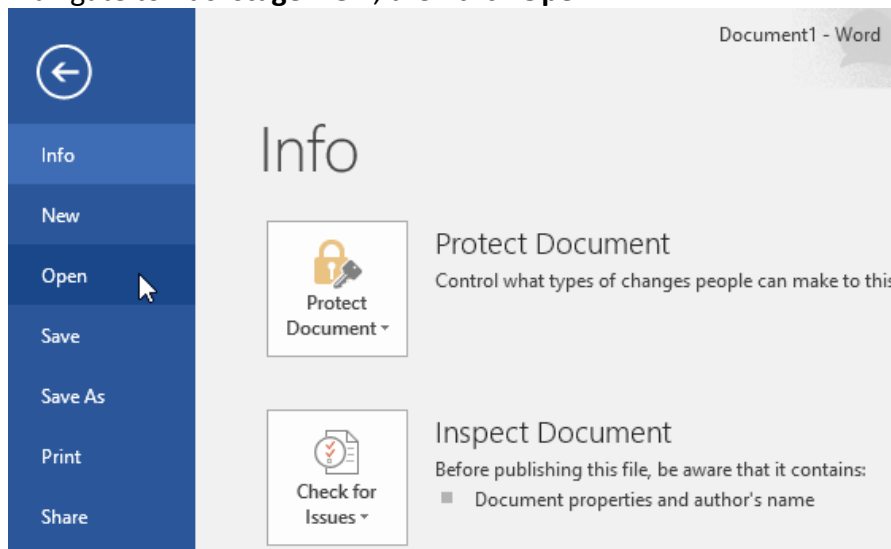 Document1 - Word
Info
Info
New
Open
Save
Save As
Print
Share
Protect
Document
Protect Document
Control what types of changes people can make to this
Check for
Issues
Inspect Document
Before publishing this file, be aware that it contains:
Document properties and author's name